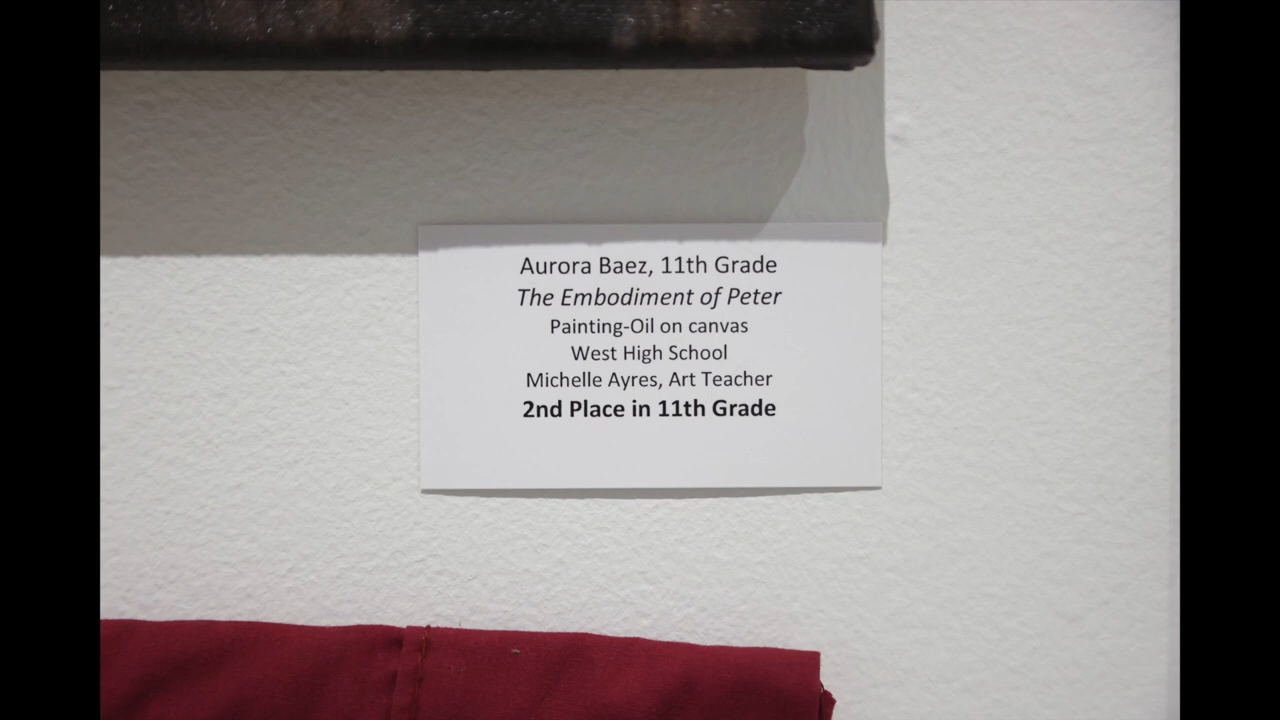 Aurora Baez, 11th Grade
The Embodiment of Peter
Painting-Oil on canvas
West High School
Michelle Ayres, Art Teacher
2nd Place in 11th Grade